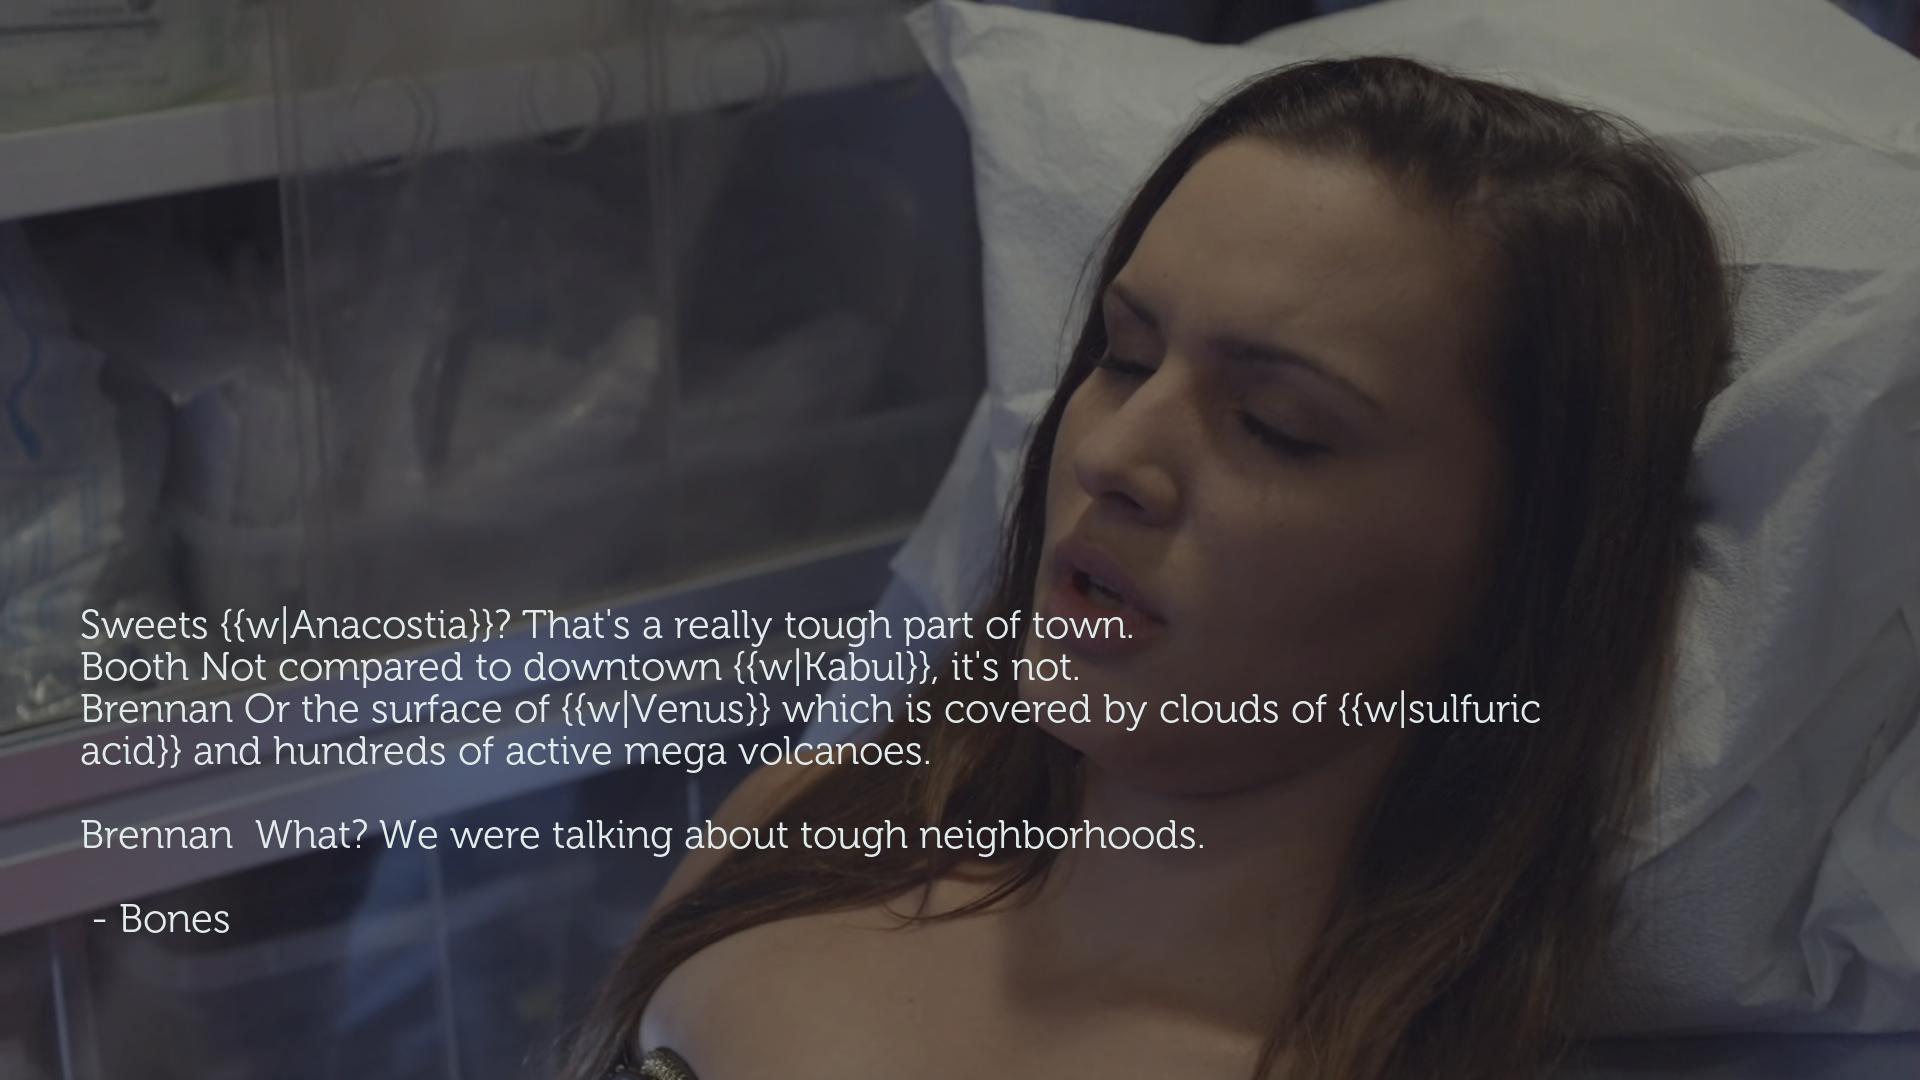 Sweets {{w|Anacostia}}? That's a really tough part of town.
Booth Not compared to downtown {{w|Kabul}}, it's not.
Brennan Or the surface of {{w|Venus}} which is covered by clouds of {{w|sulfuric
acid}} and hundreds of active mega volcanoes.
Brennan  What? We were talking about tough neighborhoods.
- Bones